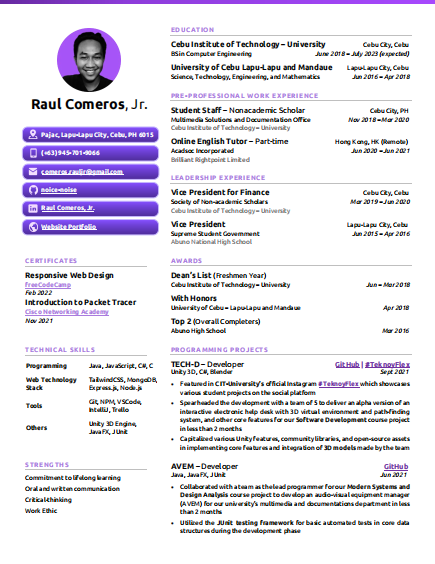 Raul Comeros, Jr.
Pajac, Lapu-Lapu City, Cebu, PH 6015
(+63)945-701-4066
comeros.rauljr@gmail.com
noice-noise
Raul Comeros, Jr.
Website Portfolio
EDUCATION
Cebu Institute of Technology – University Cebu City, Cebu
BSin Computer Engineering June 2018 – July 2023 (expected)
University of Cebu Lapu-Lapu and Mandaue Lapu-Lapu City, Cebu
Science, Technology, Engineering, and Mathematics Jun 2016 – Apr 2018
PRE-PROFESSIONAL WORK EXPERIENCE
Student Staff – Nonacademic Scholar Cebu City, PH
Multimedia Solutions and Documentation Office Nov 2018 – Mar 2020
Cebu Institute of Technology – University
Online English Tutor – Part-time Hong Kong, HK (Remote)
Acadsoc Incorporated Jun 2020 – Jun 2021
Brilliant Rightpoint Limited
LEADERSHIP EXPERIENCE
Vice President for Finance Cebu City, Cebu
Society of Non-academic Scholars Mar 2019 – Jun 2020
Cebu Institute of Technology – University
Vice President Lapu-Lapu City, Cebu
Supreme Student Government Jun 2015 – Apr 2016
Abuno National High School
CERTIFICATES
Responsive Web Design
freeCodeCamp
Feb 2022
Introduction to Packet Tracer
Cisco Networking Academy
Nov 2021
AWARDS
Dean's List (Freshmen Year)
Cebu Institute of Technology – University Jun – Mar 2018
With Honors
University of Cebu – Lapu-Lapu and Mandaue Apr 2018
Top 2 (Overall Completers)
Abuno High School Mar 2016
TECHNICAL SKILLS
Programming Java, JavaScript, C#, C
Web Technology Stack TailwindCSS, MongoDB, Express.js, Node.js
Tools Git, NPM, VSCode, IntelliJ, Trello
Others Unity 3D Engine, Java FX, JUnit
STRENGTHS
Commitment to lifelong learning
Oral and written communication
Critical-thinking
Work Ethic
PROGRAMMING PROJECTS
TECH-D – Developer GitHub | #TeknoyFlex
Unity 3D, C#, Blender Sept 2021
• Featured in CIT-University's official Instagram #TeknoyFlex which showcases
various student projects on the social platform
• Spearheaded the development with a team of 5 to deliver an alpha version of an
interactive electronic help desk with 3D virtual environment and path-finding
system, and other core features for our Software Development course project
in less than 2 months
• Capitalized various Unity features, community libraries, and open-source assets
in implementing core features and integration of 3D models made by the team
AVEM – Developer GitHub
Java, Java FX, JUnit Jun 2021
• Collaborated with a team as the lead programmer for our Modern Systems and
Design Analysis course project to develop an audio-visual equipment manager
(AVEM) for our university's multimedia and documentations department in less
than 2 months
• Utilized the JUnit testing framework for basic automated tests in core data
structures during the development phase